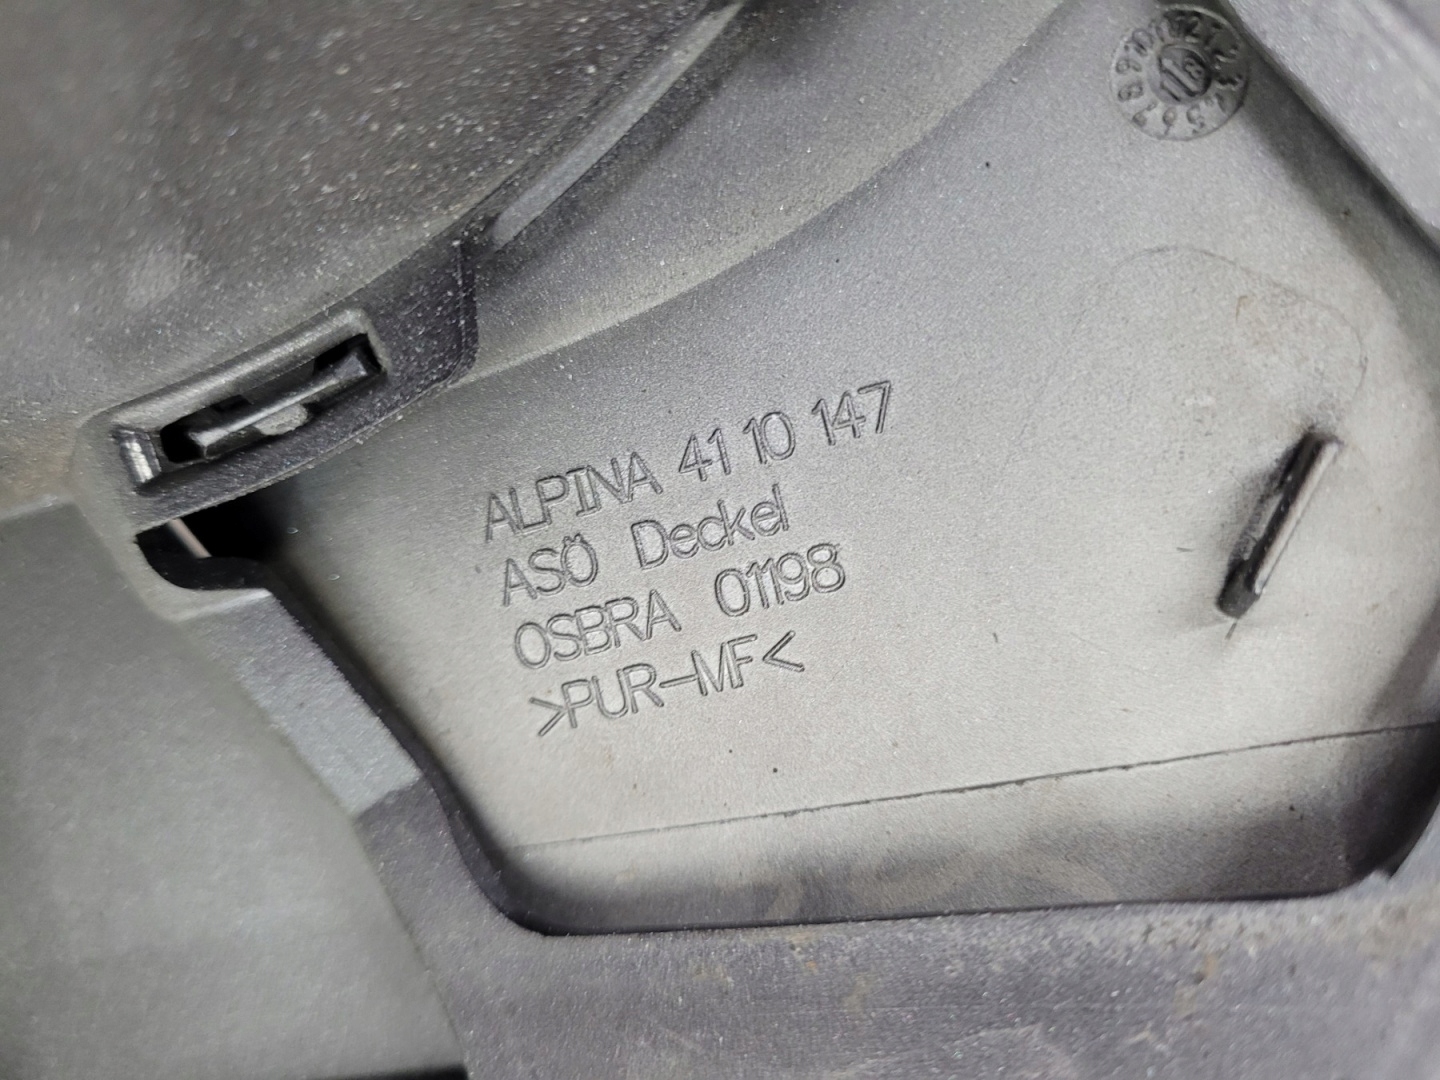 ALPINA 41 10 147
ASÖ Deckel
OSBRA 01198
>PUR-MF<